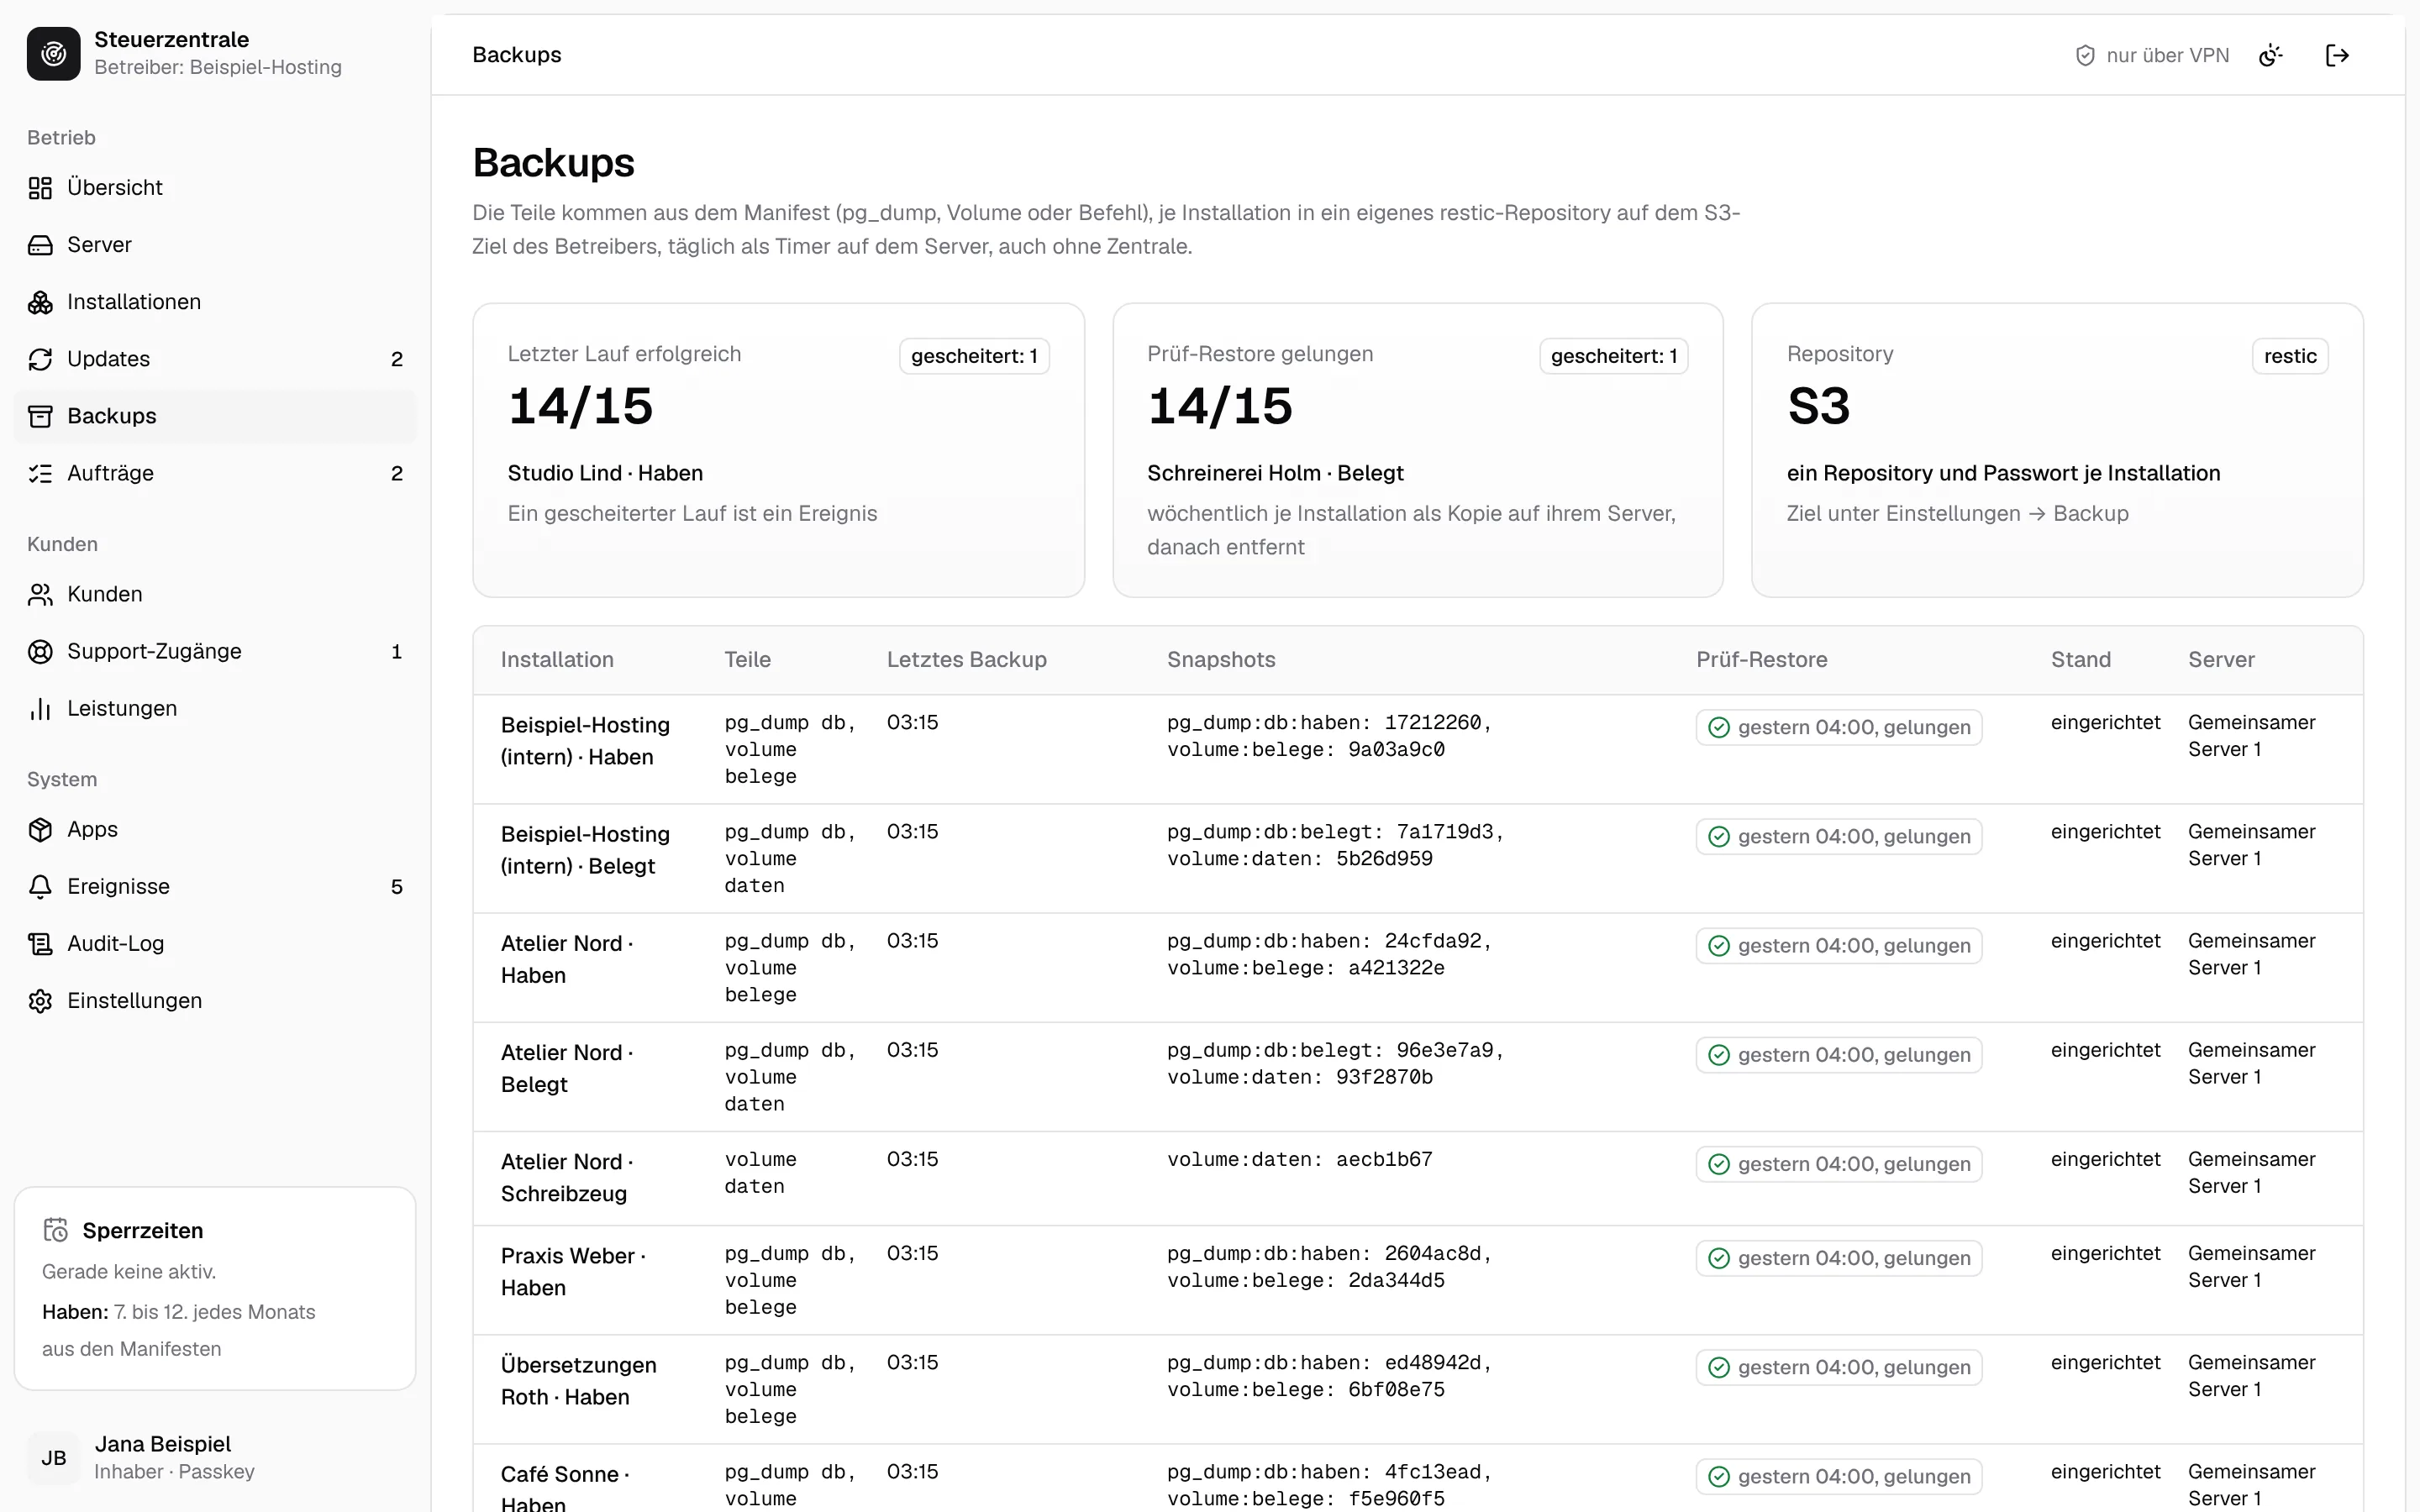 Steuerzentrale
Betreiber: Beispiel-Hosting
Betrieb
Übersicht
Server
Installationen
Updates 2
Backups
Aufträge 2
Kunden
Kunden
Support-Zugänge 1
Leistungen
System
Apps
Ereignisse 5
Audit-Log
Einstellungen
Sperrzeiten
Gerade keine aktiv.
Haben: 7. bis 12. jedes Monats
aus den Manifesten
JB
Jana Beispiel
Inhaber · Passkey
Backups
nur über VPN
Backups
Die Teile kommen aus dem Manifest (pg_dump, Volume oder Befehl), je Installation in ein eigenes restic-Repository auf dem S3-
Ziel des Betreibers, täglich als Timer auf dem Server, auch ohne Zentrale.
Letzter Lauf erfolgreich
gescheitert: 1
14/15
Studio Lind · Haben
Ein gescheiterter Lauf ist ein Ereignis
Prüf-Restore gelungen
gescheitert: 1
14/15
Schreinerei Holm · Belegt
wöchentlich je Installation als Kopie auf ihrem Server,
danach entfernt
Repository
restic
S3
ein Repository und Passwort je Installation
Ziel unter Einstellungen → Backup
Installation Teile Letztes Backup Snapshots Prüf-Restore Stand Server
Beispiel-Hosting pg_dump db, 03:15 pg_dump:db:haben: 17212260, gestern 04:00, gelungen eingerichtet Gemeinsamer
(intern) · Haben volume volume:belege: 9a03a9c0 Server 1
belege
Beispiel-Hosting pg_dump db, 03:15 pg_dump:db:belegt: 7a1719d3, gestern 04:00, gelungen eingerichtet Gemeinsamer
(intern) · Belegt volume volume:daten: 5b26d959 Server 1
daten
Atelier Nord · pg_dump db, 03:15 pg_dump:db:haben: 24cfda92, gestern 04:00, gelungen eingerichtet Gemeinsamer
Haben volume volume:belege: a421322e Server 1
belege
Atelier Nord · pg_dump db, 03:15 pg_dump:db:belegt: 96e3e7a9, gestern 04:00, gelungen eingerichtet Gemeinsamer
Belegt volume volume:daten: 93f2870b Server 1
daten
Atelier Nord · volume 03:15 volume:daten: aecb1b67 gestern 04:00, gelungen eingerichtet Gemeinsamer
Schreibzeug daten Server 1
Praxis Weber · pg_dump db, 03:15 pg_dump:db:haben: 2604ac8d, gestern 04:00, gelungen eingerichtet Gemeinsamer
Haben volume volume:belege: 2da344d5 Server 1
belege
Übersetzungen pg_dump db, 03:15 pg_dump:db:haben: ed48942d, gestern 04:00, gelungen eingerichtet Gemeinsamer
Roth · Haben volume volume:belege: 6bf08e75 Server 1
belege
Café Sonne · pg_dump db, 03:15 pg_dump:db:haben: 4fc13ead, gestern 04:00, gelungen eingerichtet Gemeinsamer
Haben volume volume:belege: f5e960f5 Server 1